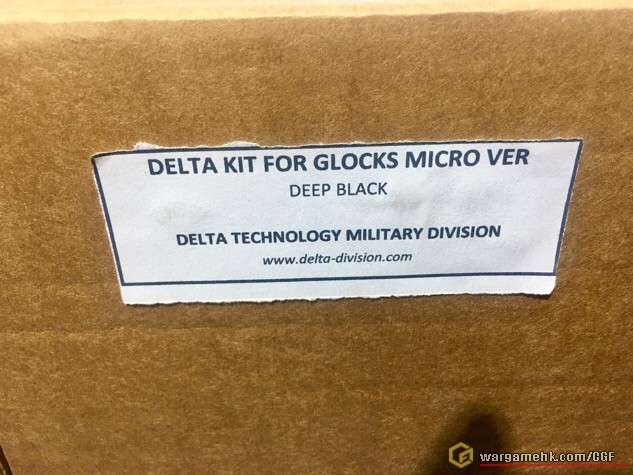 DELTA KIT FOR GLOCKS MICRO VER
DEEP BLACK
DELTA TECHNOLOGY MILITARY DIVISION
www.delta-division.com
wargamehk.com/CGF